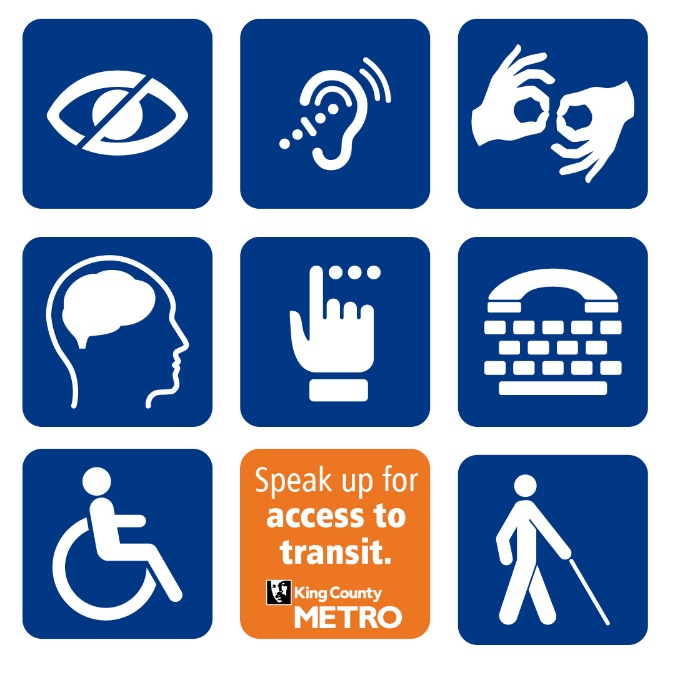 Speak up for
access to
transit.
King County
METRO